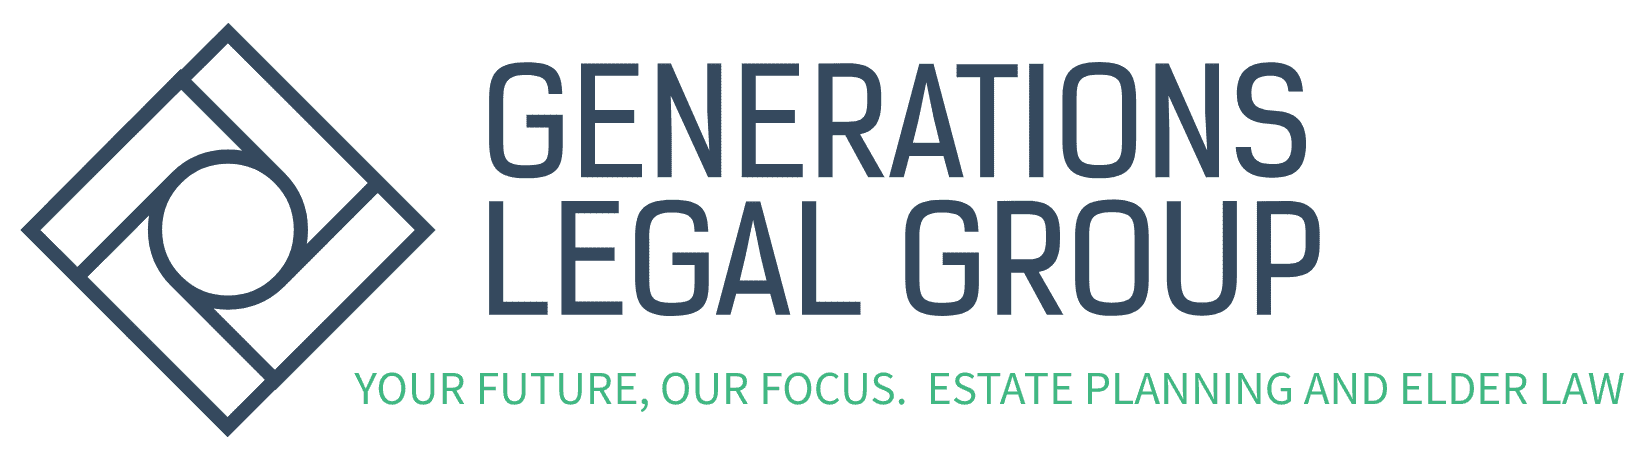 GENERATIONS
LEGAL GROUP
YOUR FUTURE, OUR FOCUS.  ESTATE PLANNING AND ELDER LAW